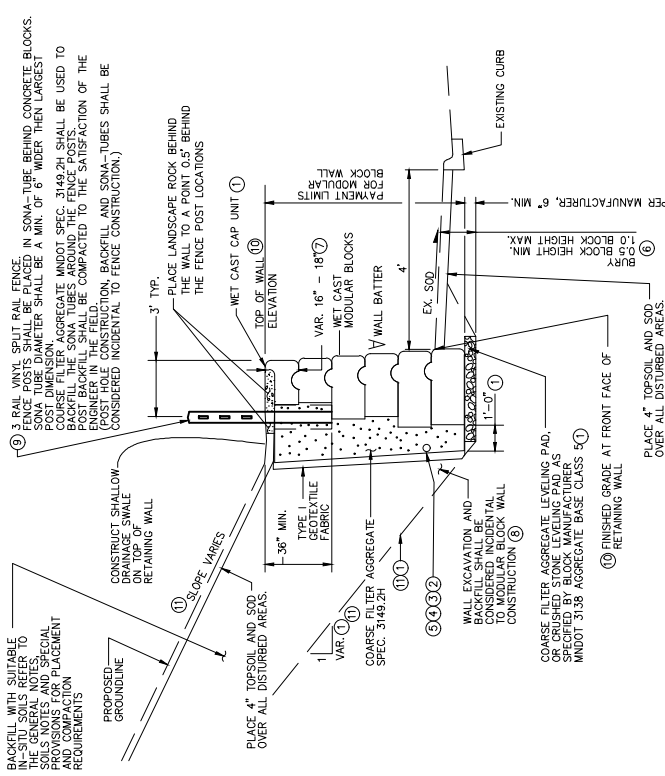 BACKFILL WITH SUITABLE
IN-SITU SOILS REFER TO
THE GENERAL NOTES,
SOILS NOTES AND SPECIAL
PROVISIONS FOR PLACEMENT
AND COMPACTION
REQUIREMENTS
PROPOSED
GROUNDLINE
⑪ SLOPE VARIES
PLACE 4" TOPSOIL AND SOD
OVER ALL DISTURBED AREAS.
CONSTRUCT SHALLOW
DRAINAGE SWALE
ON TOP OF
RETAINING WALL
⑨ 3 RAIL VINYL SPLIT RAIL FENCE.
FENCE POSTS SHALL BE PLACED IN SONA-TUBE BEHIND CONCRETE BLOCKS.
SONA TUBE DIAMETER SHALL BE A MIN. OF 6" WIDER THEN LARGEST
POST DIMENSION.
COURSE FILTER AGGREGATE MNDOT SPEC. 3149.2H SHALL BE USED TO
BACKFILL THE SONA TUBES AROUND THE FENCE POSTS.
POST BACKFILL SHALL BE COMPACTED TO THE SATISFACTION OF THE
ENGINEER IN THE FIELD.
(POST HOLE CONSTRUCTION, BACKFILL AND SONA-TUBES SHALL BE
CONSIDERED INCIDENTAL TO FENCE CONSTRUCTION.)
3' TYP.
PLACE LANDSCAPE ROCK BEHIND
THE WALL TO A POINT 0.5' BEHIND
THE FENCE POST LOCATIONS
WET CAST CAP UNIT ①
TOP OF WALL ⑩
ELEVATION
VAR. 16" - 18" ⑦
WET CAST
MODULAR BLOCKS
WALL BATTER
PAYMENT LIMITS
FOR MODULAR
BLOCK WALL
36" MIN.
TYPE I
GEOTEXTILE
FABRIC
1
VAR. ① ⑪
COARSE FILTER AGGREGATE
SPEC. 3149.2H
⑪①
⑤④③②
WALL EXCAVATION AND
BACKFILL SHALL BE
CONSIDERED INCIDENTAL
TO MODULAR BLOCK WALL
CONSTRUCTION ⑧
1'-0" ①
4'
EX. SOD
EXISTING CURB
BURY ⑥
0.5 BLOCK HEIGHT MIN.
1.0 BLOCK HEIGHT MAX.
PER MANUFACTURER, 6" MIN.
COARSE FILTER AGGREGATE LEVELING PAD,
OR CRUSHED STONE LEVELING PAD AS
SPECIFIED BY BLOCK MANUFACTURER
MNDOT 3138 AGGREGATE BASE CLASS 5 ①
⑩ FINISHED GRADE AT FRONT FACE OF
RETAINING WALL
PLACE 4" TOPSOIL AND SOD
OVER ALL DISTURBED AREAS.